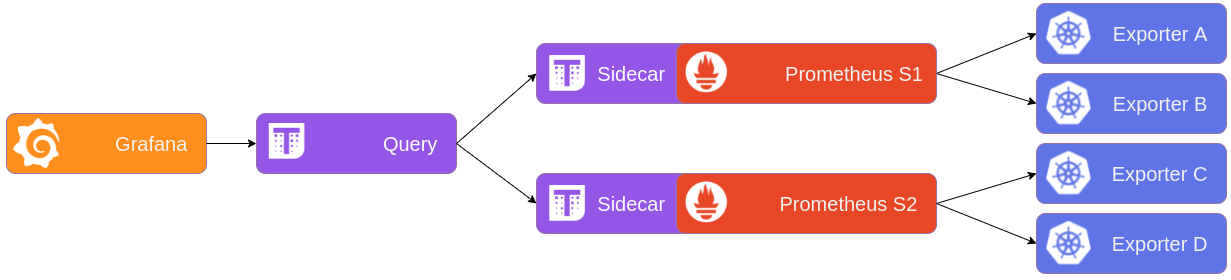 Grafana
Query
Sidecar
Prometheus S1
Sidecar
Prometheus S2
Exporter A
Exporter B
Exporter C
Exporter D